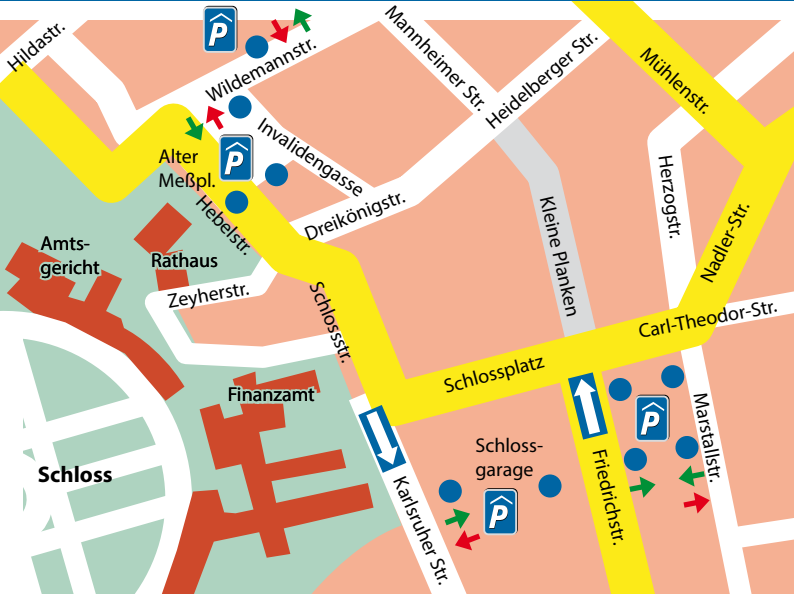 Hildastr.
P
Wildemannstr.
Mannheimer Str.
Heidelberger Str.
Mühlenstr.
Invalidengasse
P
Alter
Meßpl.
Hebelstr.
Dreikönigstr.
Herzogstr.
Kleine Planken
Nadler-Str.
Amts-
gericht
Rathaus
Zeyherstr.
Schlossstr.
Carl-Theodor-Str.
Schlossplatz
Finanzamt
P
Marstallstr.
Schloss
Schloss-
garage
P
Karlsruher Str.
Friedrichstr.